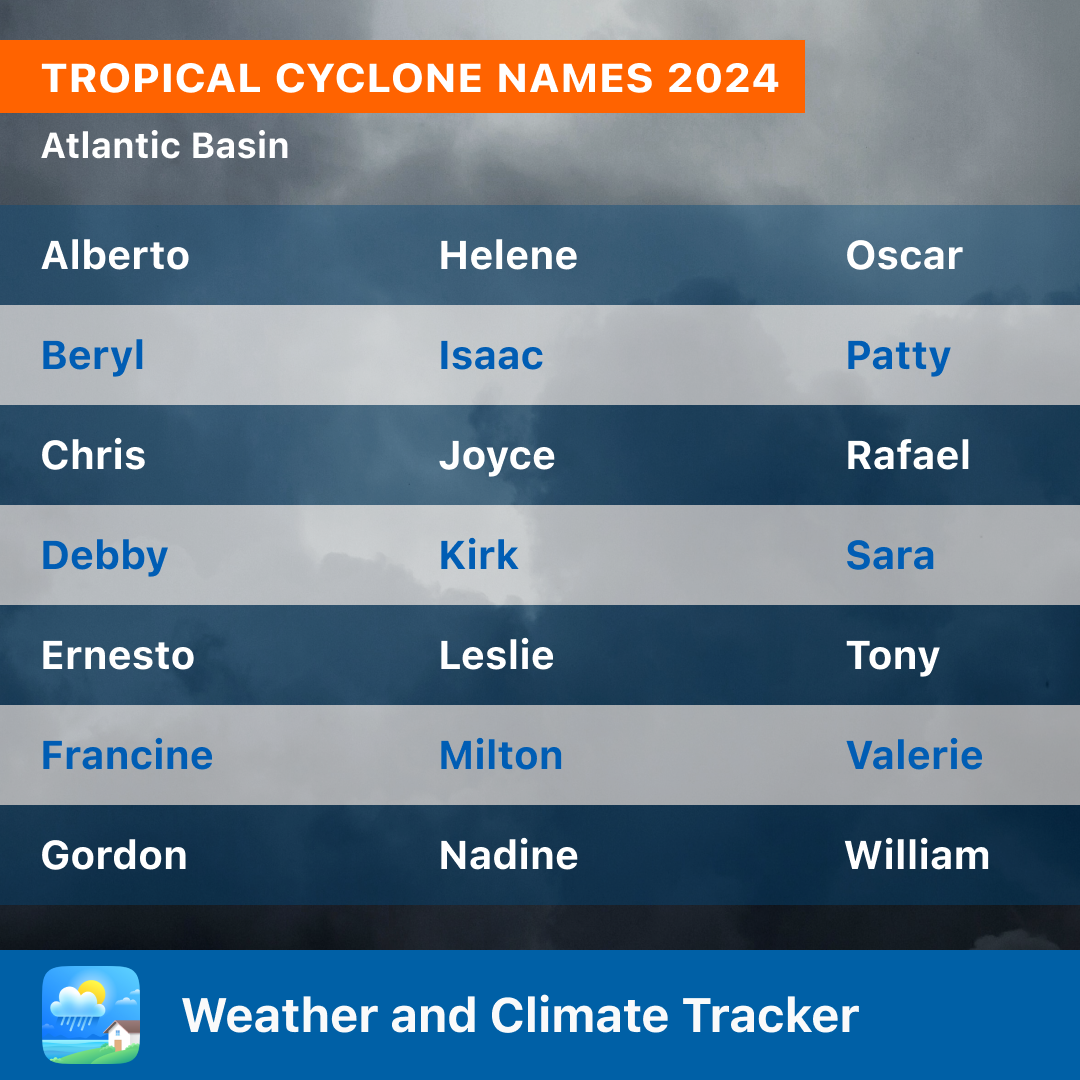 TROPICAL CYCLONE NAMES 2024
Atlantic Basin
Alberto Helene Oscar
Beryl Isaac Patty
Chris Joyce Rafael
Debby Kirk Sara
Ernesto Leslie Tony
Francine Milton Valerie
Gordon Nadine William
Weather and Climate Tracker